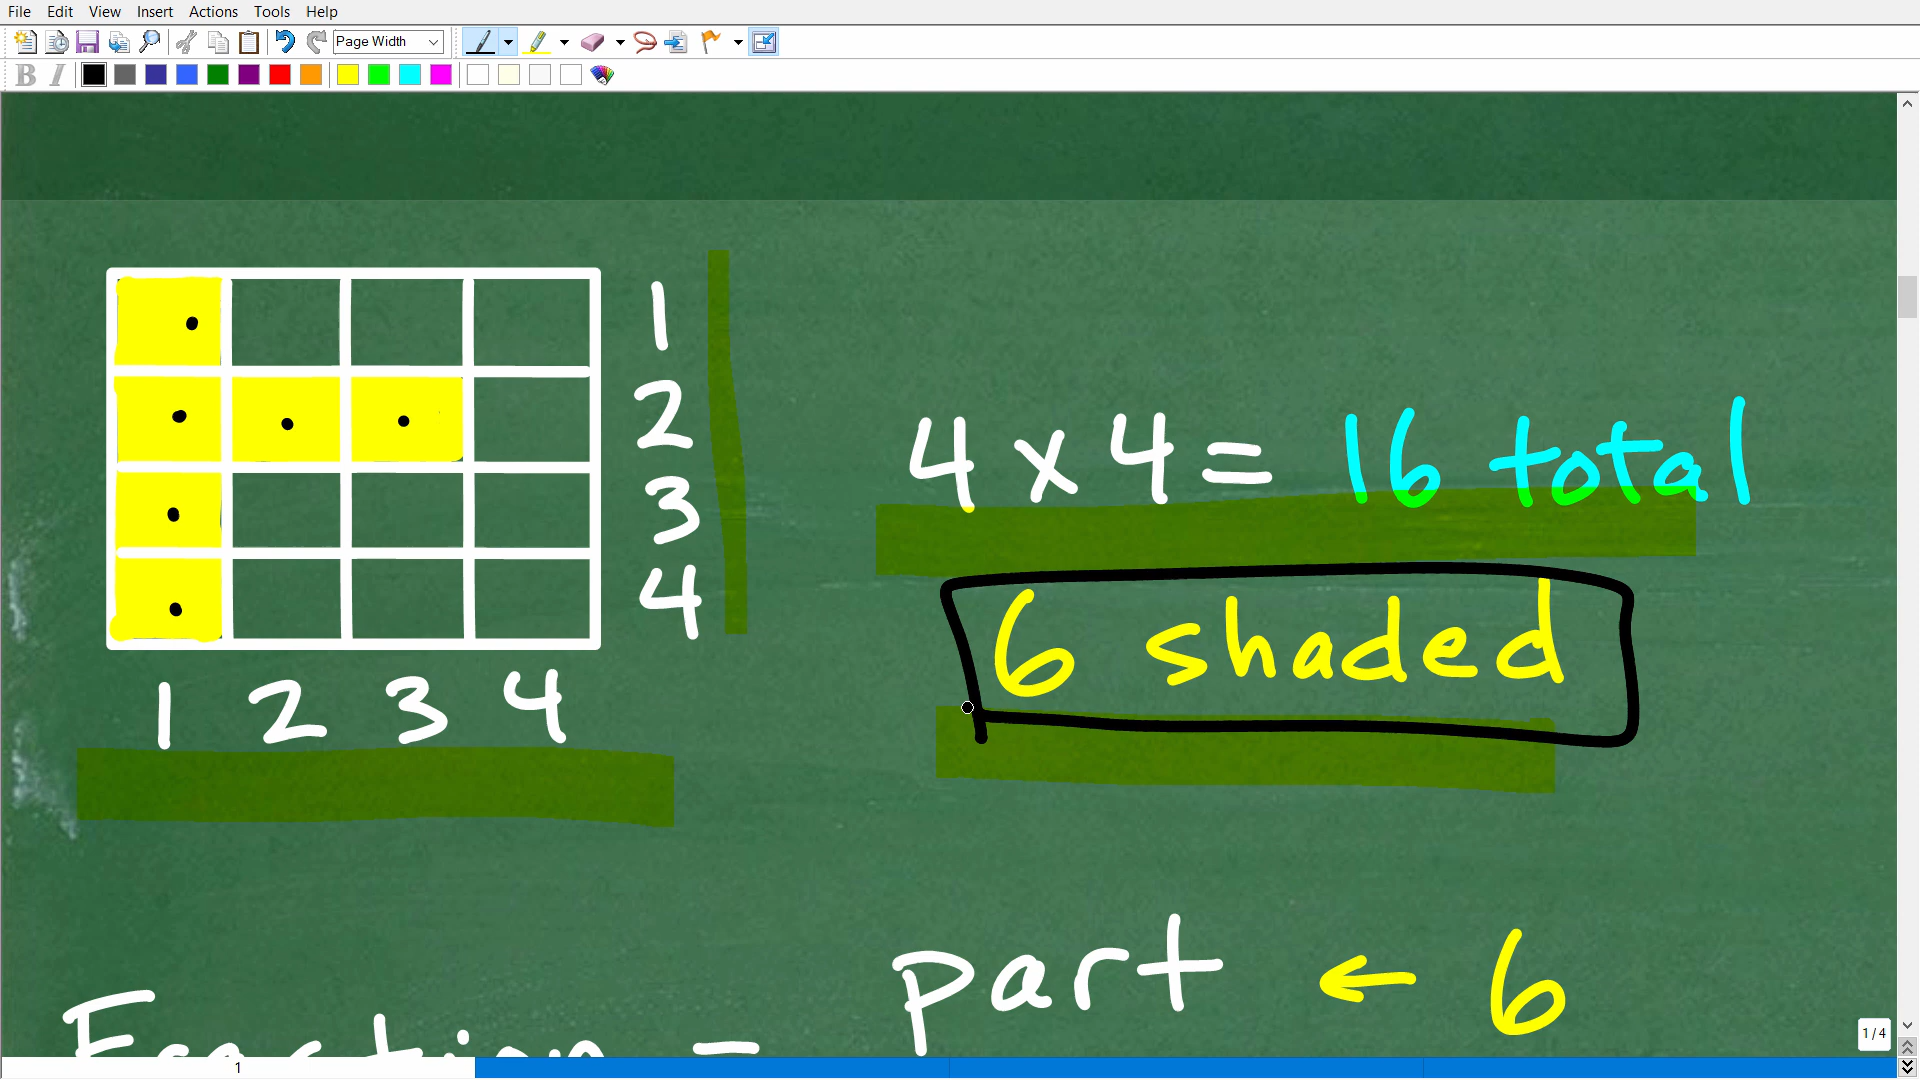 File Edit View Insert Actions Tools Help
Page Width
B I
1
2
3
4
1 2 3 4
4 x 4 = 16 total
6 shaded
part ← 6
Fraction =
1/4
1